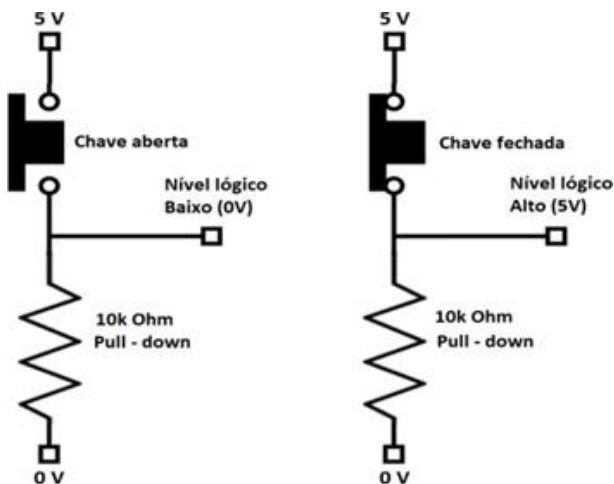 5 V
Chave aberta
Nível lógico
Baixo (0V)
10k Ohm
Pull - down
0 V
5 V
Chave fechada
Nível lógico
Alto (5V)
10k Ohm
Pull - down
0 V